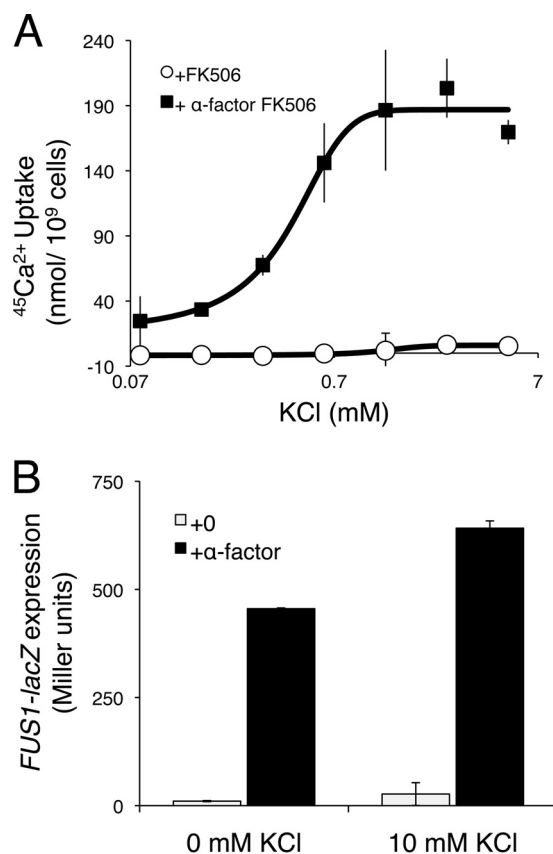 A
240
190
140
90
40
-10
⁴⁵Ca²⁺ Uptake
(nmol/ 10⁹ cells)
+FK506
+ α-factor FK506
0.07
0.7
7
KCl (mM)
B
750
500
250
0
FUS1-lacZ expression
(Miller units)
+0
+α-factor
0 mM KCl
10 mM KCl